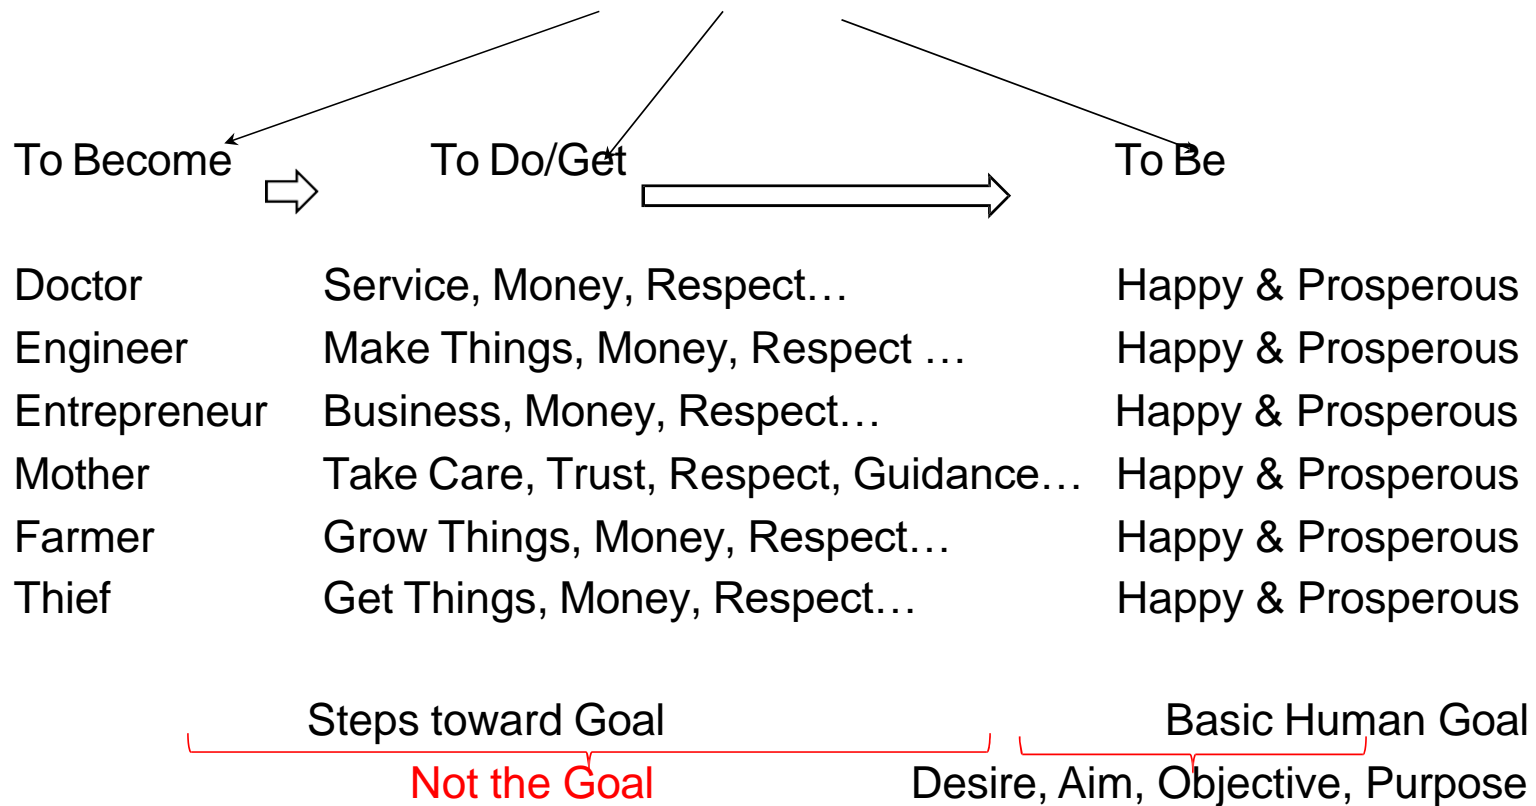 To Become To Do/Get To Be
Doctor Service, Money, Respect… Happy & Prosperous
Engineer Make Things, Money, Respect … Happy & Prosperous
Entrepreneur Business, Money, Respect… Happy & Prosperous
Mother Take Care, Trust, Respect, Guidance… Happy & Prosperous
Farmer Grow Things, Money, Respect… Happy & Prosperous
Thief Get Things, Money, Respect… Happy & Prosperous
Steps toward Goal Basic Human Goal
Not the Goal Desire, Aim, Objective, Purpose